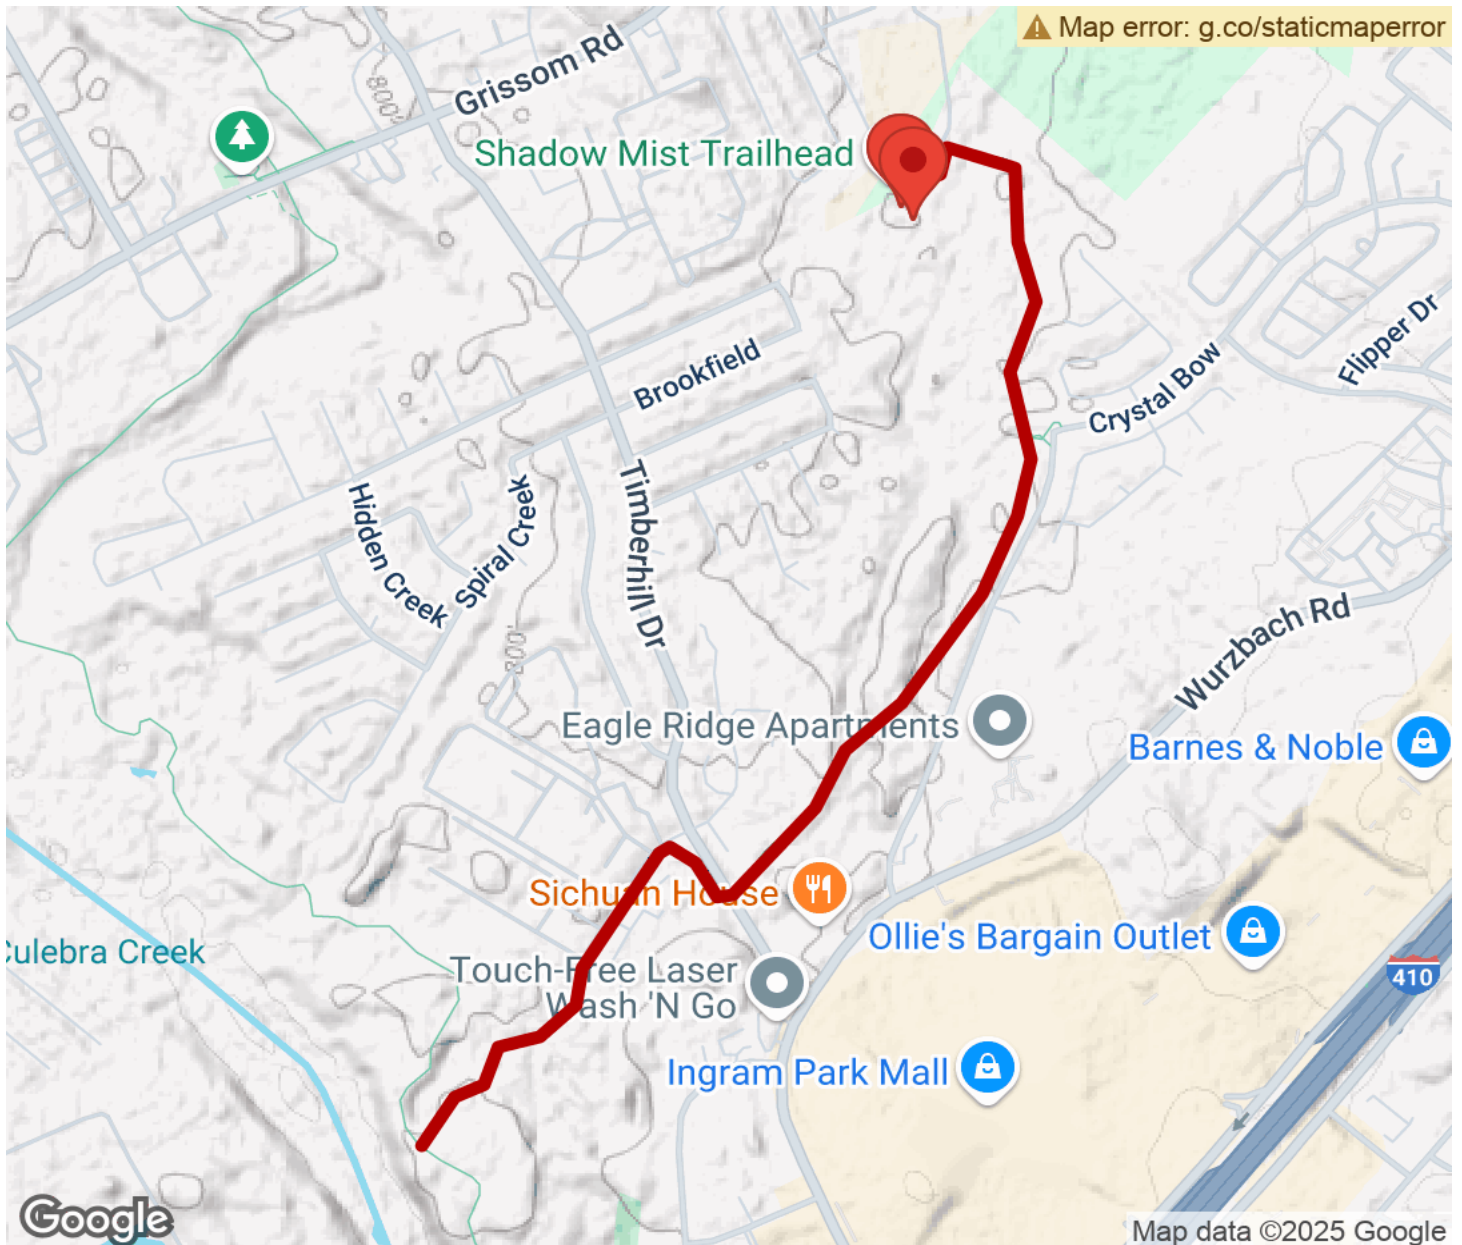 Map error: g.co/staticmaperror
Grissom Rd
800'
Shadow Mist Trailhead
Brookfield
Crystal Bow
Flipper Dr
Timberhill Dr
Hidden Creek
Spiral Creek
800'
Wurzbach Rd
Eagle Ridge Apartments
Barnes & Noble
Sichuan House
Ollie's Bargain Outlet
Culebra Creek
Touch-Free Laser
Wash 'N Go
410
Ingram Park Mall
Google
Map data ©2025 Google